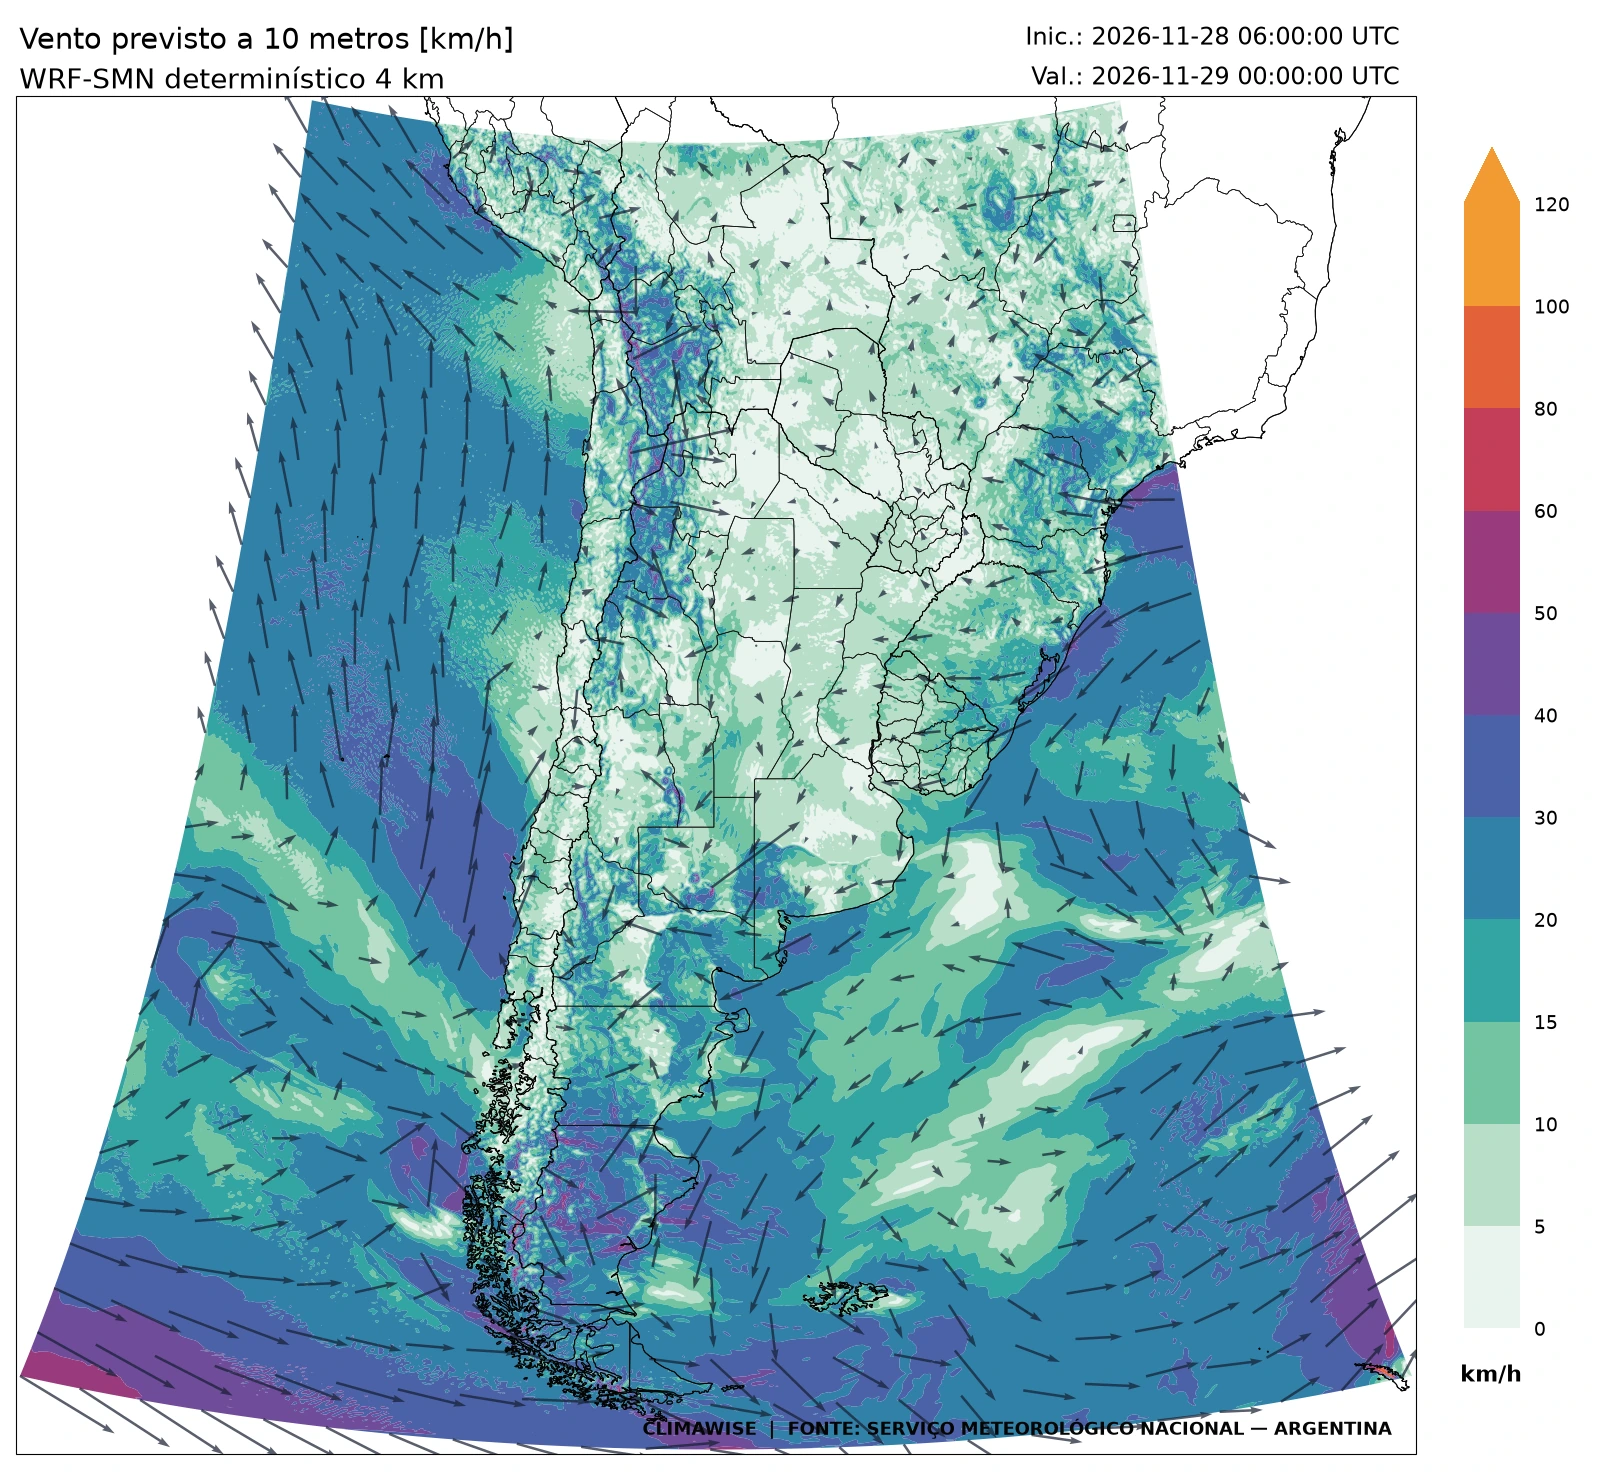 Vento previsto a 10 metros [km/h]
WRF-SMN determinístico 4 km
Inic.: 2026-11-28 06:00:00 UTC
Val.: 2026-11-29 00:00:00 UTC
120
100
80
60
50
40
30
20
15
10
5
0
km/h
CLIMAWISE | FONTE: SERVIÇO METEOROLÓGICO NACIONAL — ARGENTINA